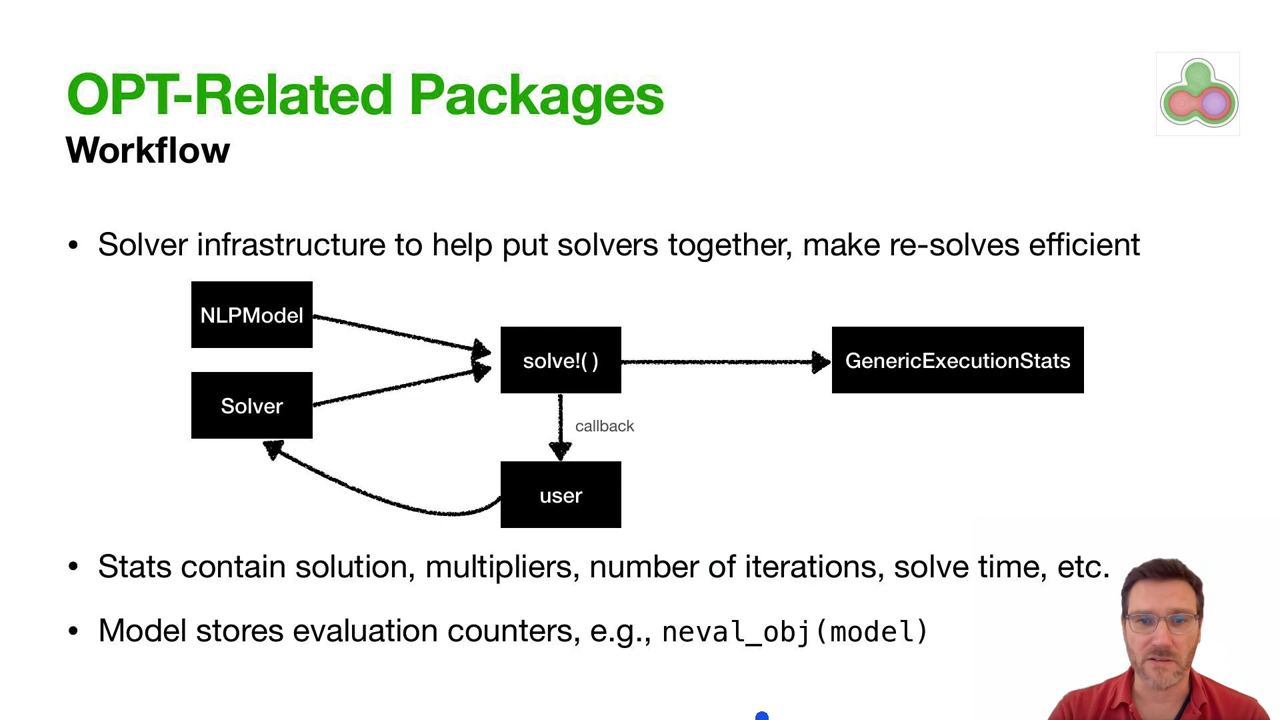 OPT-Related Packages
Workflow
• Solver infrastructure to help put solvers together, make re-solves efficient
NLPModel
solve!()
GenericExecutionStats
Solver
callback
user
• Stats contain solution, multipliers, number of iterations, solve time, etc.
• Model stores evaluation counters, e.g., neval_obj(model)